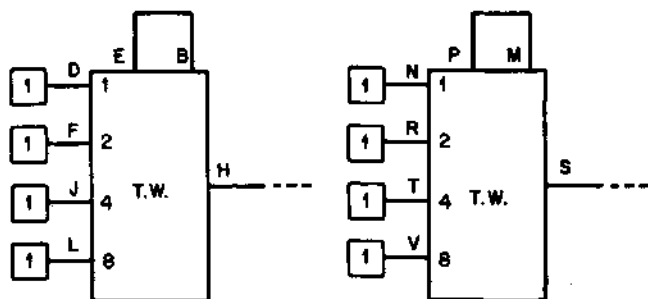 E B
1 D 1
1 F 2
H
1 J 4 T.W.
1 L 8
P M
1 N 1
1 R 2
S
1 T 4 T.W.
1 V 8